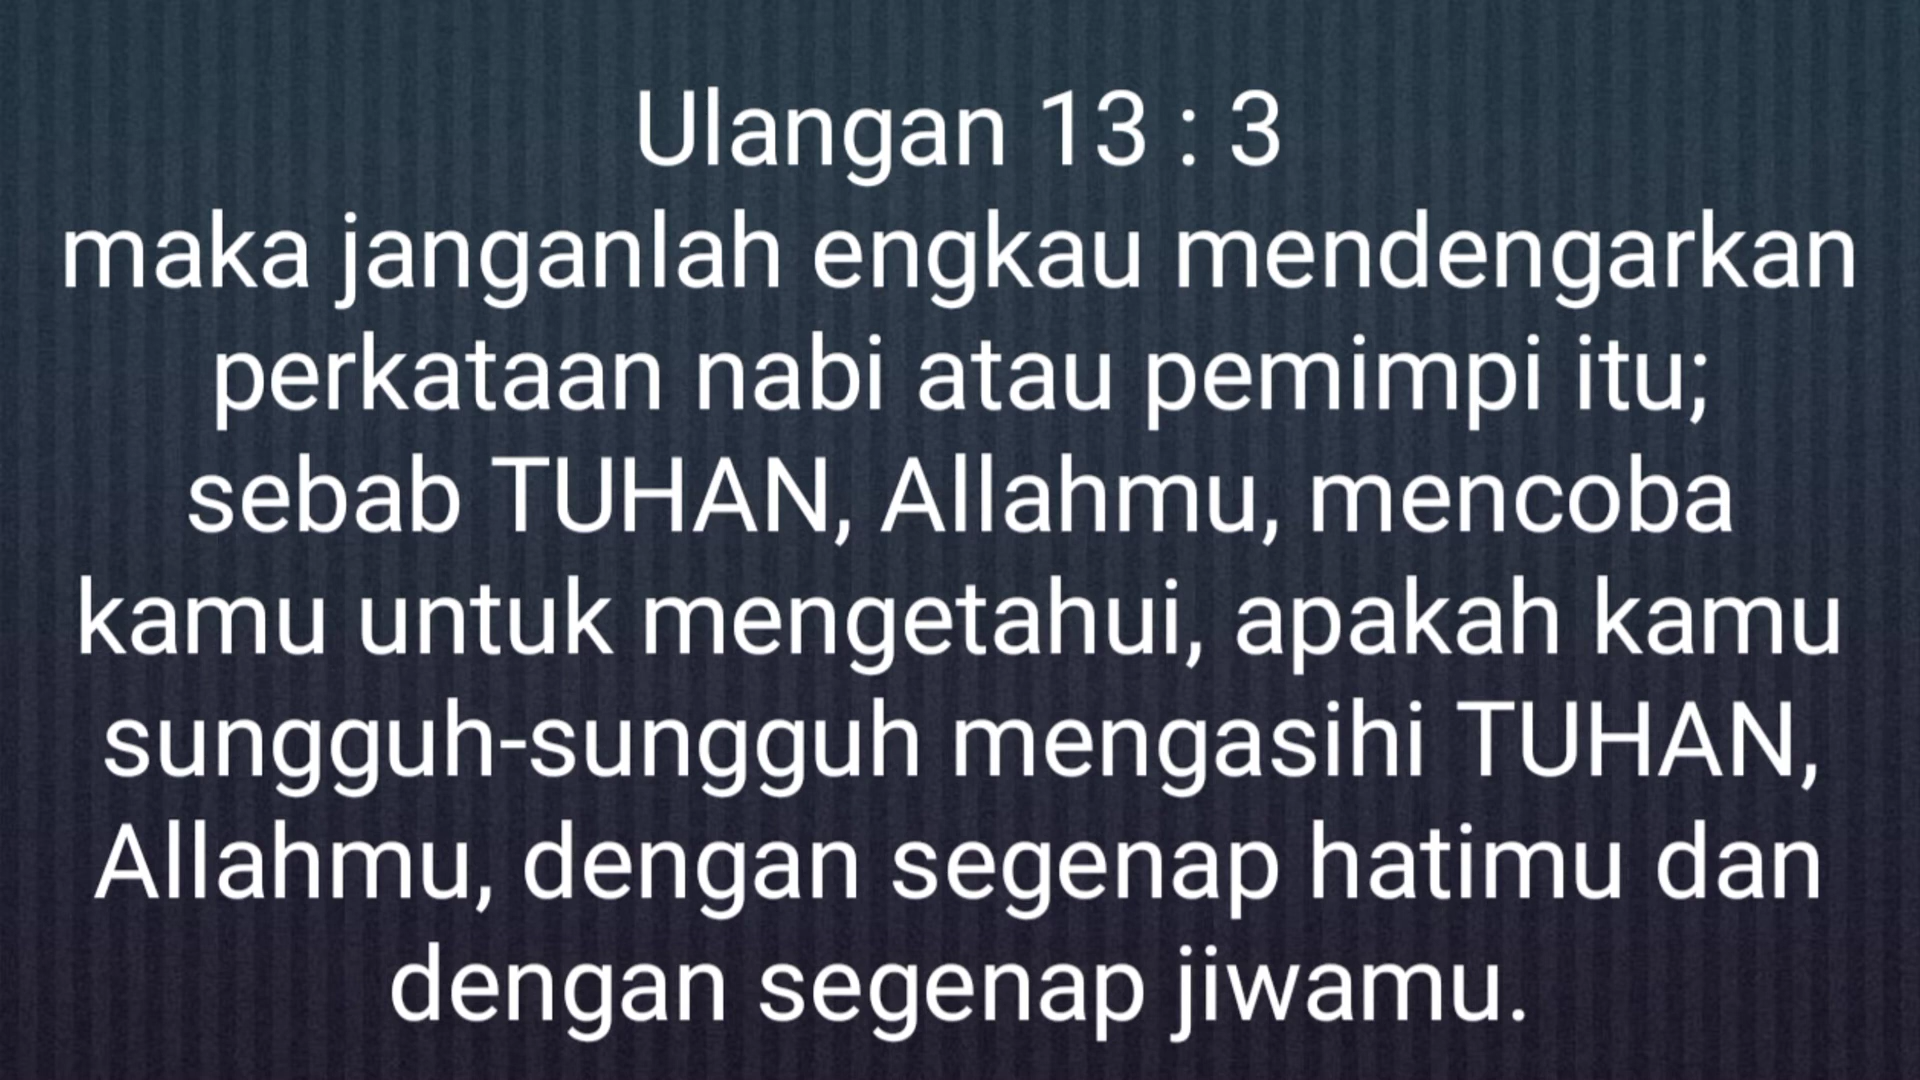 Ulangan 13 : 3
maka janganlah engkau mendengarkan
perkataan nabi atau pemimpi itu;
sebab TUHAN, Allahmu, mencoba
kamu untuk mengetahui, apakah kamu
sungguh-sungguh mengasihi TUHAN,
Allahmu, dengan segenap hatimu dan
dengan segenap jiwamu.